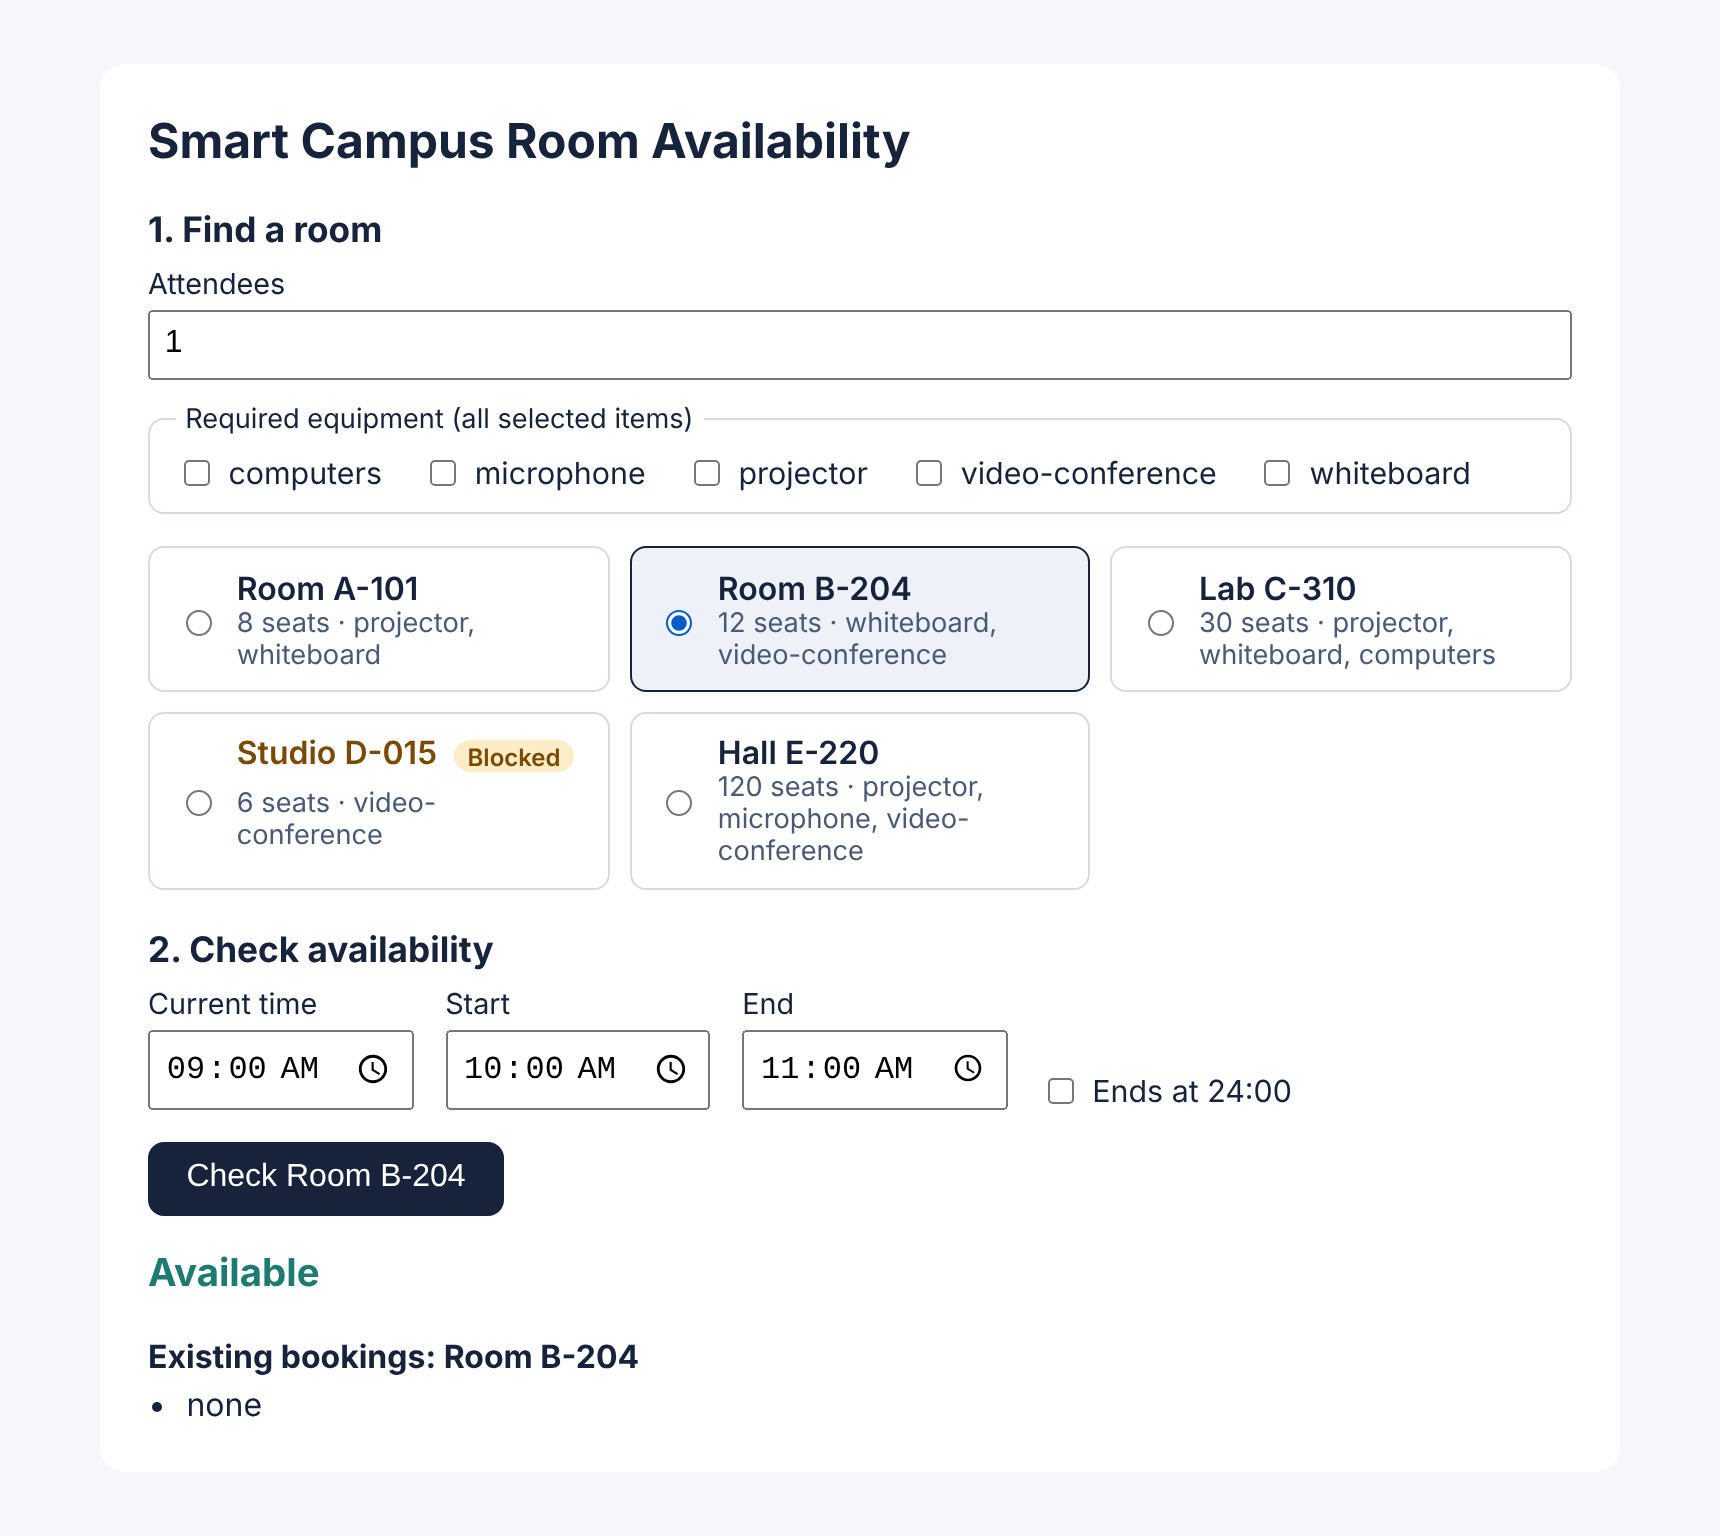 Smart Campus Room Availability
1. Find a room
Attendees
1
Required equipment (all selected items)
computers microphone projector video-conference whiteboard
Room A-101
8 seats · projector,
whiteboard
Room B-204
12 seats · whiteboard,
video-conference
Lab C-310
30 seats · projector,
whiteboard, computers
Studio D-015 Blocked
6 seats · video-
conference
Hall E-220
120 seats · projector,
microphone, video-
conference
2. Check availability
Current time Start End
09:00 AM 10:00 AM 11:00 AM Ends at 24:00
Check Room B-204
Available
Existing bookings: Room B-204
• none